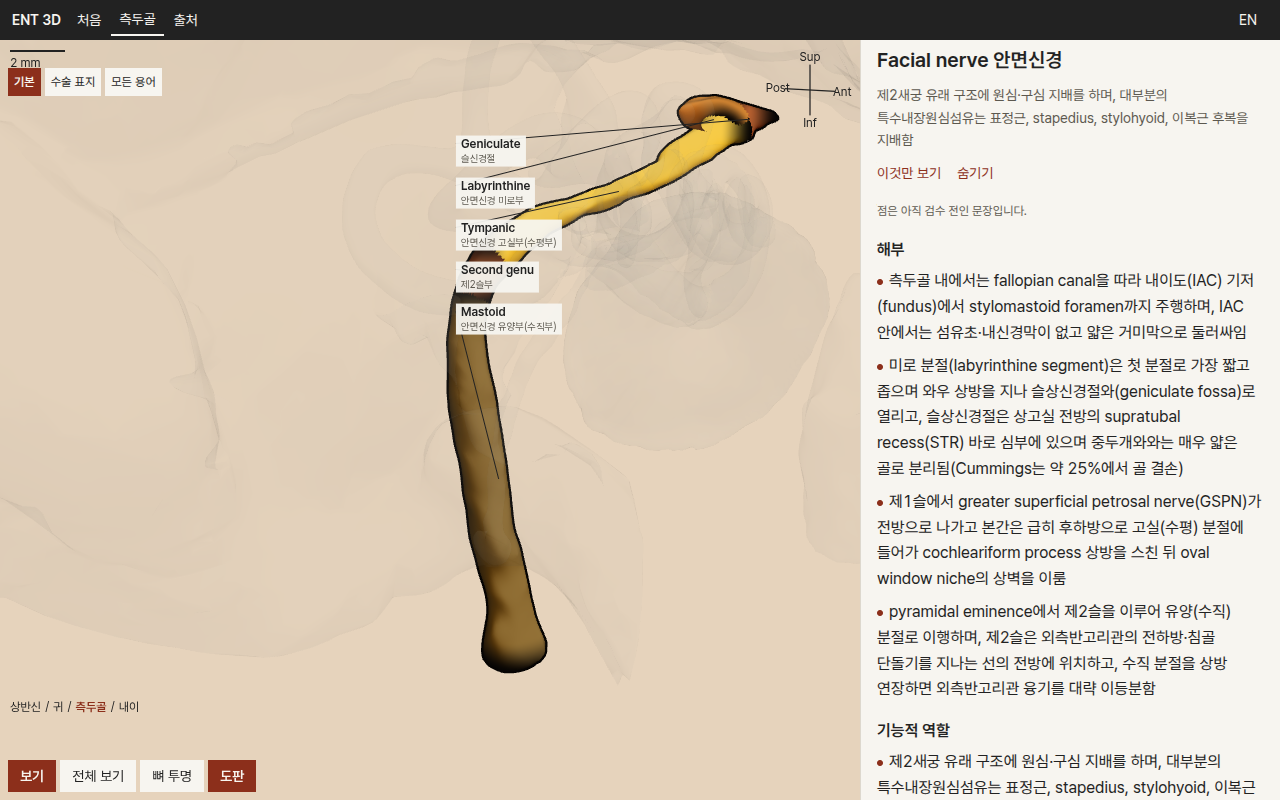 ENT 3D 처음 측두골 출처 EN
2 mm
기본 수술 표지 모든 용어
Sup
Post Ant
Inf
Geniculate
슬신경절
Labyrinthine
안면신경 미로부
Tympanic
안면신경 고실부(수평부)
Second genu
제2슬부
Mastoid
안면신경 유양부(수직부)
상반신 / 귀 / 측두골 / 내이
보기 전체 보기 뼈 투명 도판
Facial nerve 안면신경
제2새궁 유래 구조에 원심·구심 지배를 하며, 대부분의
특수내장원심섬유는 표정근, stapedius, stylohyoid, 이복근 후복을
지배함
이것만 보기 숨기기
점은 아직 검수 전인 문장입니다.
해부
• 측두골 내에서는 fallopian canal을 따라 내이도(IAC) 기저
(fundus)에서 stylomastoid foramen까지 주행하며, IAC
안에서는 섬유초·내신경막이 없고 얇은 거미막으로 둘러싸임
• 미로 분절(labyrinthine segment)은 첫 분절로 가장 짧고
좁으며 와우 상방을 지나 슬상신경절와(geniculate fossa)로
열리고, 슬상신경절은 상고실 전방의 supratubal
recess(STR) 바로 심부에 있으며 중두개와와는 매우 얇은
골로 분리됨(Cummings는 약 25%에서 골 결손)
• 제1슬에서 greater superficial petrosal nerve(GSPN)가
전방으로 나가고 본간은 급히 후하방으로 고실(수평) 분절에
들어가 cochleariform process 상방을 스친 뒤 oval
window niche의 상벽을 이룸
• pyramidal eminence에서 제2슬을 이루어 유양(수직)
분절로 이행하며, 제2슬은 외측반고리관의 전하방·침골
단돌기를 지나는 선의 전방에 위치하고, 수직 분절을 상방
연장하면 외측반고리관 융기를 대략 이등분함
기능적 역할
• 제2새궁 유래 구조에 원심·구심 지배를 하며, 대부분의
특수내장원심섬유는 표정근, stapedius, stylohyoid, 이복근